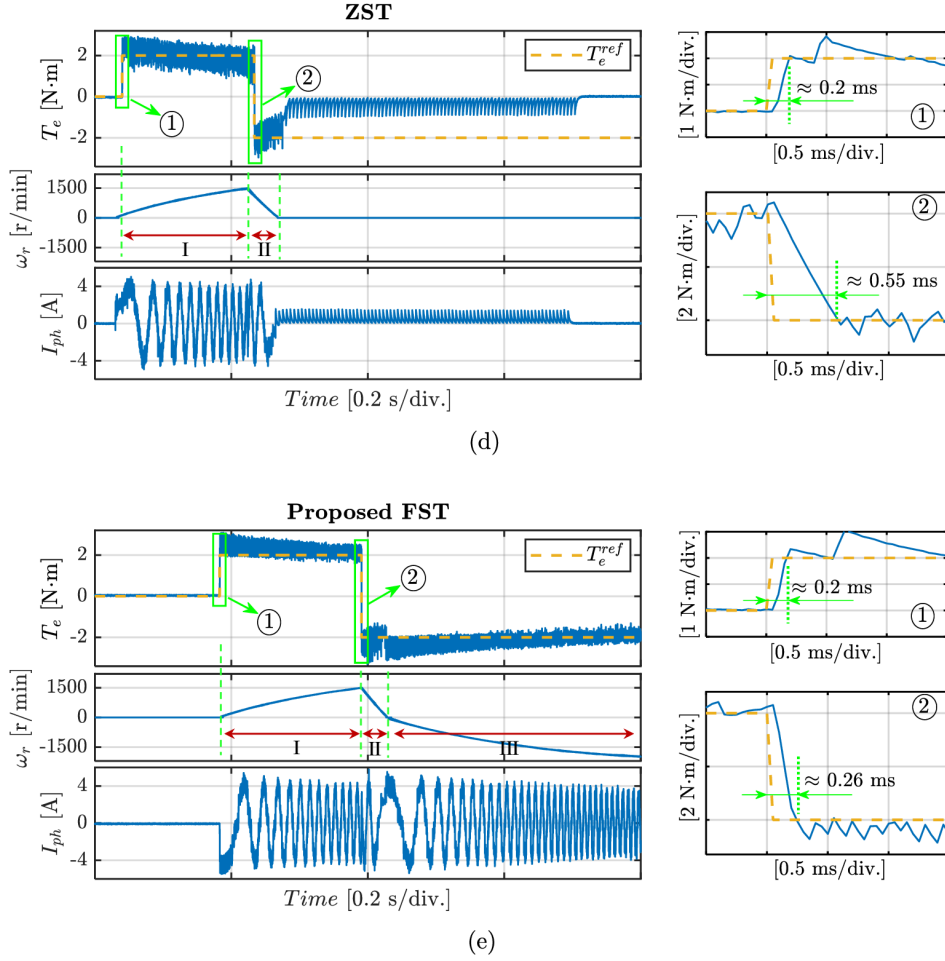 ZST
T_e [N·m]
2
0
-2
T_e^{ref}
①
②
ω_r [r/min]
1500
0
-1500
I
II
I_{ph} [A]
4
0
-4
Time [0.2 s/div.]
[1 N·m/div.]
≈ 0.2 ms
①
[0.5 ms/div.]
[2 N·m/div.]
②
≈ 0.55 ms
[0.5 ms/div.]
(d)
Proposed FST
T_e [N·m]
2
0
-2
T_e^{ref}
①
②
ω_r [r/min]
1500
0
-1500
I
II
III
I_{ph} [A]
4
0
-4
Time [0.2 s/div.]
[1 N·m/div.]
≈ 0.2 ms
①
[0.5 ms/div.]
[2 N·m/div.]
②
≈ 0.26 ms
[0.5 ms/div.]
(e)